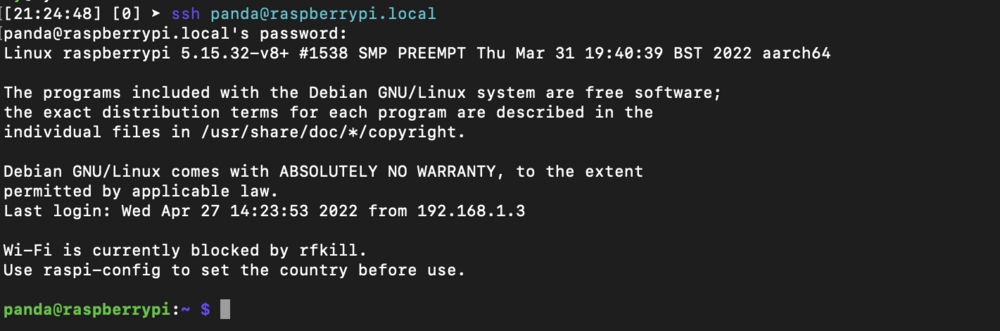 [[21:24:48] [0] ➤ ssh panda@raspberrypi.local
[panda@raspberrypi.local's password:
Linux raspberrypi 5.15.32-v8+ #1538 SMP PREEMPT Thu Mar 31 19:40:39 BST 2022 aarch64
The programs included with the Debian GNU/Linux system are free software;
the exact distribution terms for each program are described in the
individual files in /usr/share/doc/*/copyright.
Debian GNU/Linux comes with ABSOLUTELY NO WARRANTY, to the extent
permitted by applicable law.
Last login: Wed Apr 27 14:23:53 2022 from 192.168.1.3
Wi-Fi is currently blocked by rfkill.
Use raspi-config to set the country before use.
panda@raspberrypi:~ $